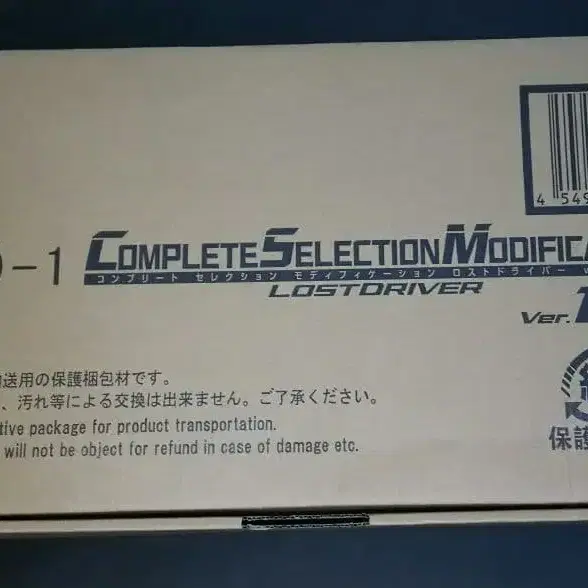 4 549
-1 COMPLETE SELECTION MODIFICA
コンプリート セレクション モディフィケーション ロストドライバー
LOSTDRIVER
Ver.1
送用の保護梱包材です。
、汚れ等による交換は出来ません。ご了承ください。
tive package for product transportation.
will not be object for refund in case of damage etc.
保護